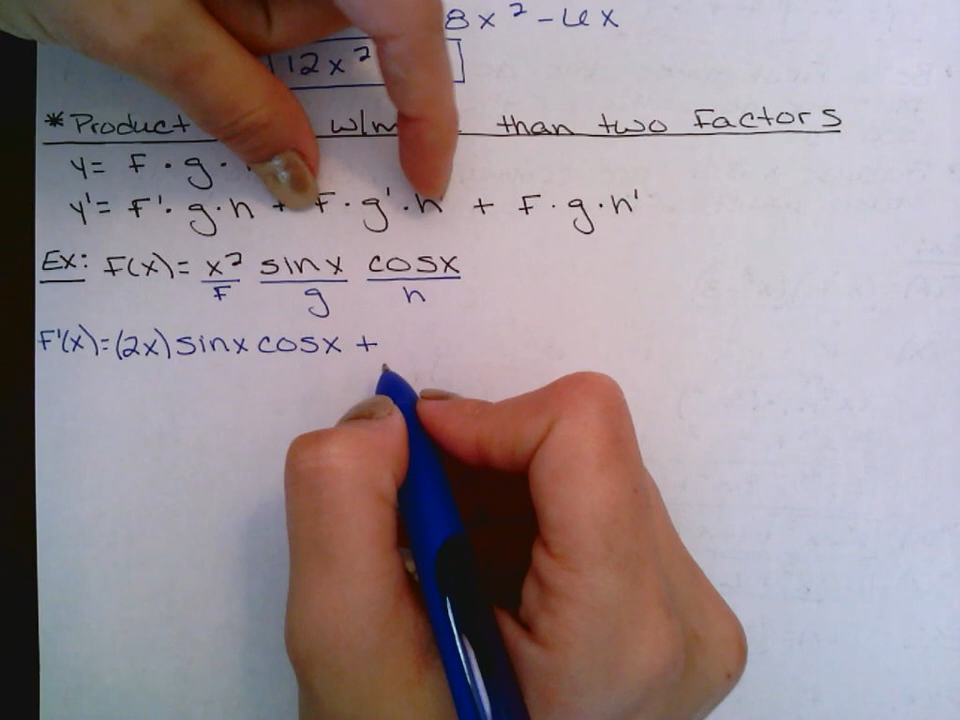 8x² - 6x
12x²
*Product w/m than two Factors
y = F · g ·
y' = F' · g · h + F · g' · h + F · g · h'
Ex: F(x) = x² sinx cosx
F g h
F'(x) = (2x) sinx cosx +